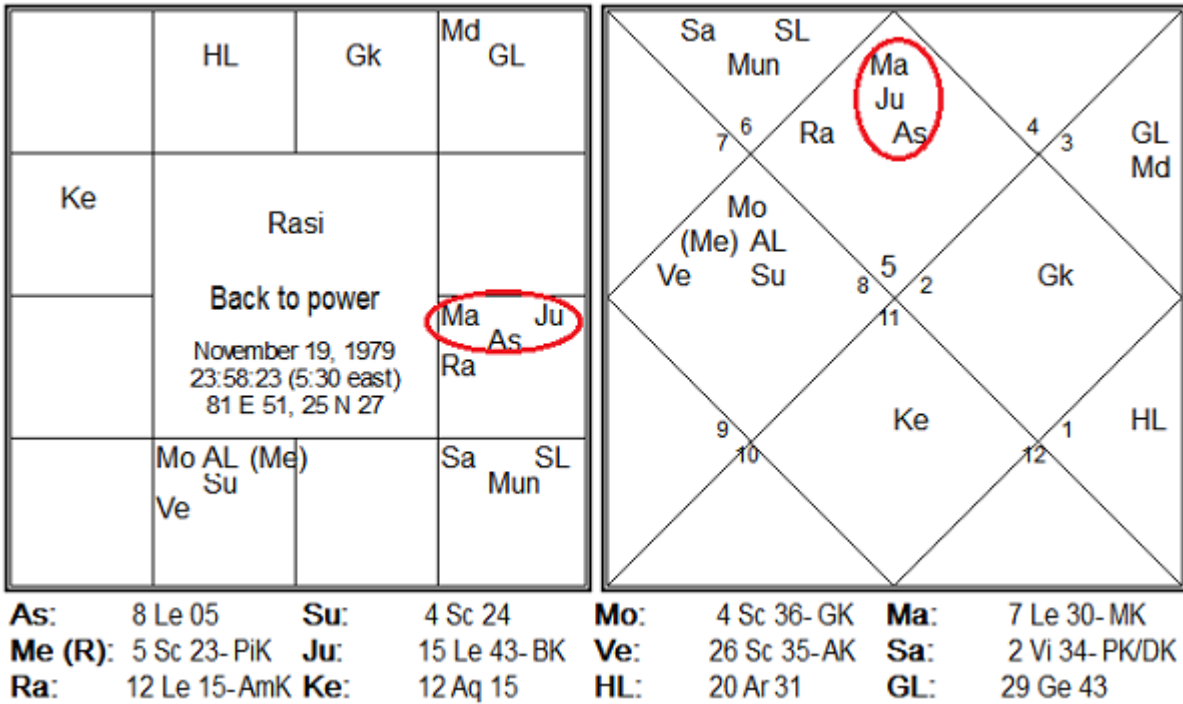 HL Gk Md GL
Ke
Rasi
Back to power
November 19, 1979
23:58:23 (5:30 east)
81 E 51, 25 N 27
Ma Ju
As
Ra
Mo AL (Me)
Su
Ve
Sa SL
Mun
Sa SL
Mun
Ma
Ju
Ra As
6
7
4
3
GL
Md
Mo
(Me) AL
Ve Su
5
8 2
11
Gk
9
10
Ke
1
12
HL
As: 8 Le 05 Su: 4 Sc 24 Mo: 4 Sc 36- GK Ma: 7 Le 30- MK
Me (R): 5 Sc 23- PiK Ju: 15 Le 43- BK Ve: 26 Sc 35- AK Sa: 2 Vi 34- PK/DK
Ra: 12 Le 15- AmK Ke: 12 Aq 15 HL: 20 Ar 31 GL: 29 Ge 43